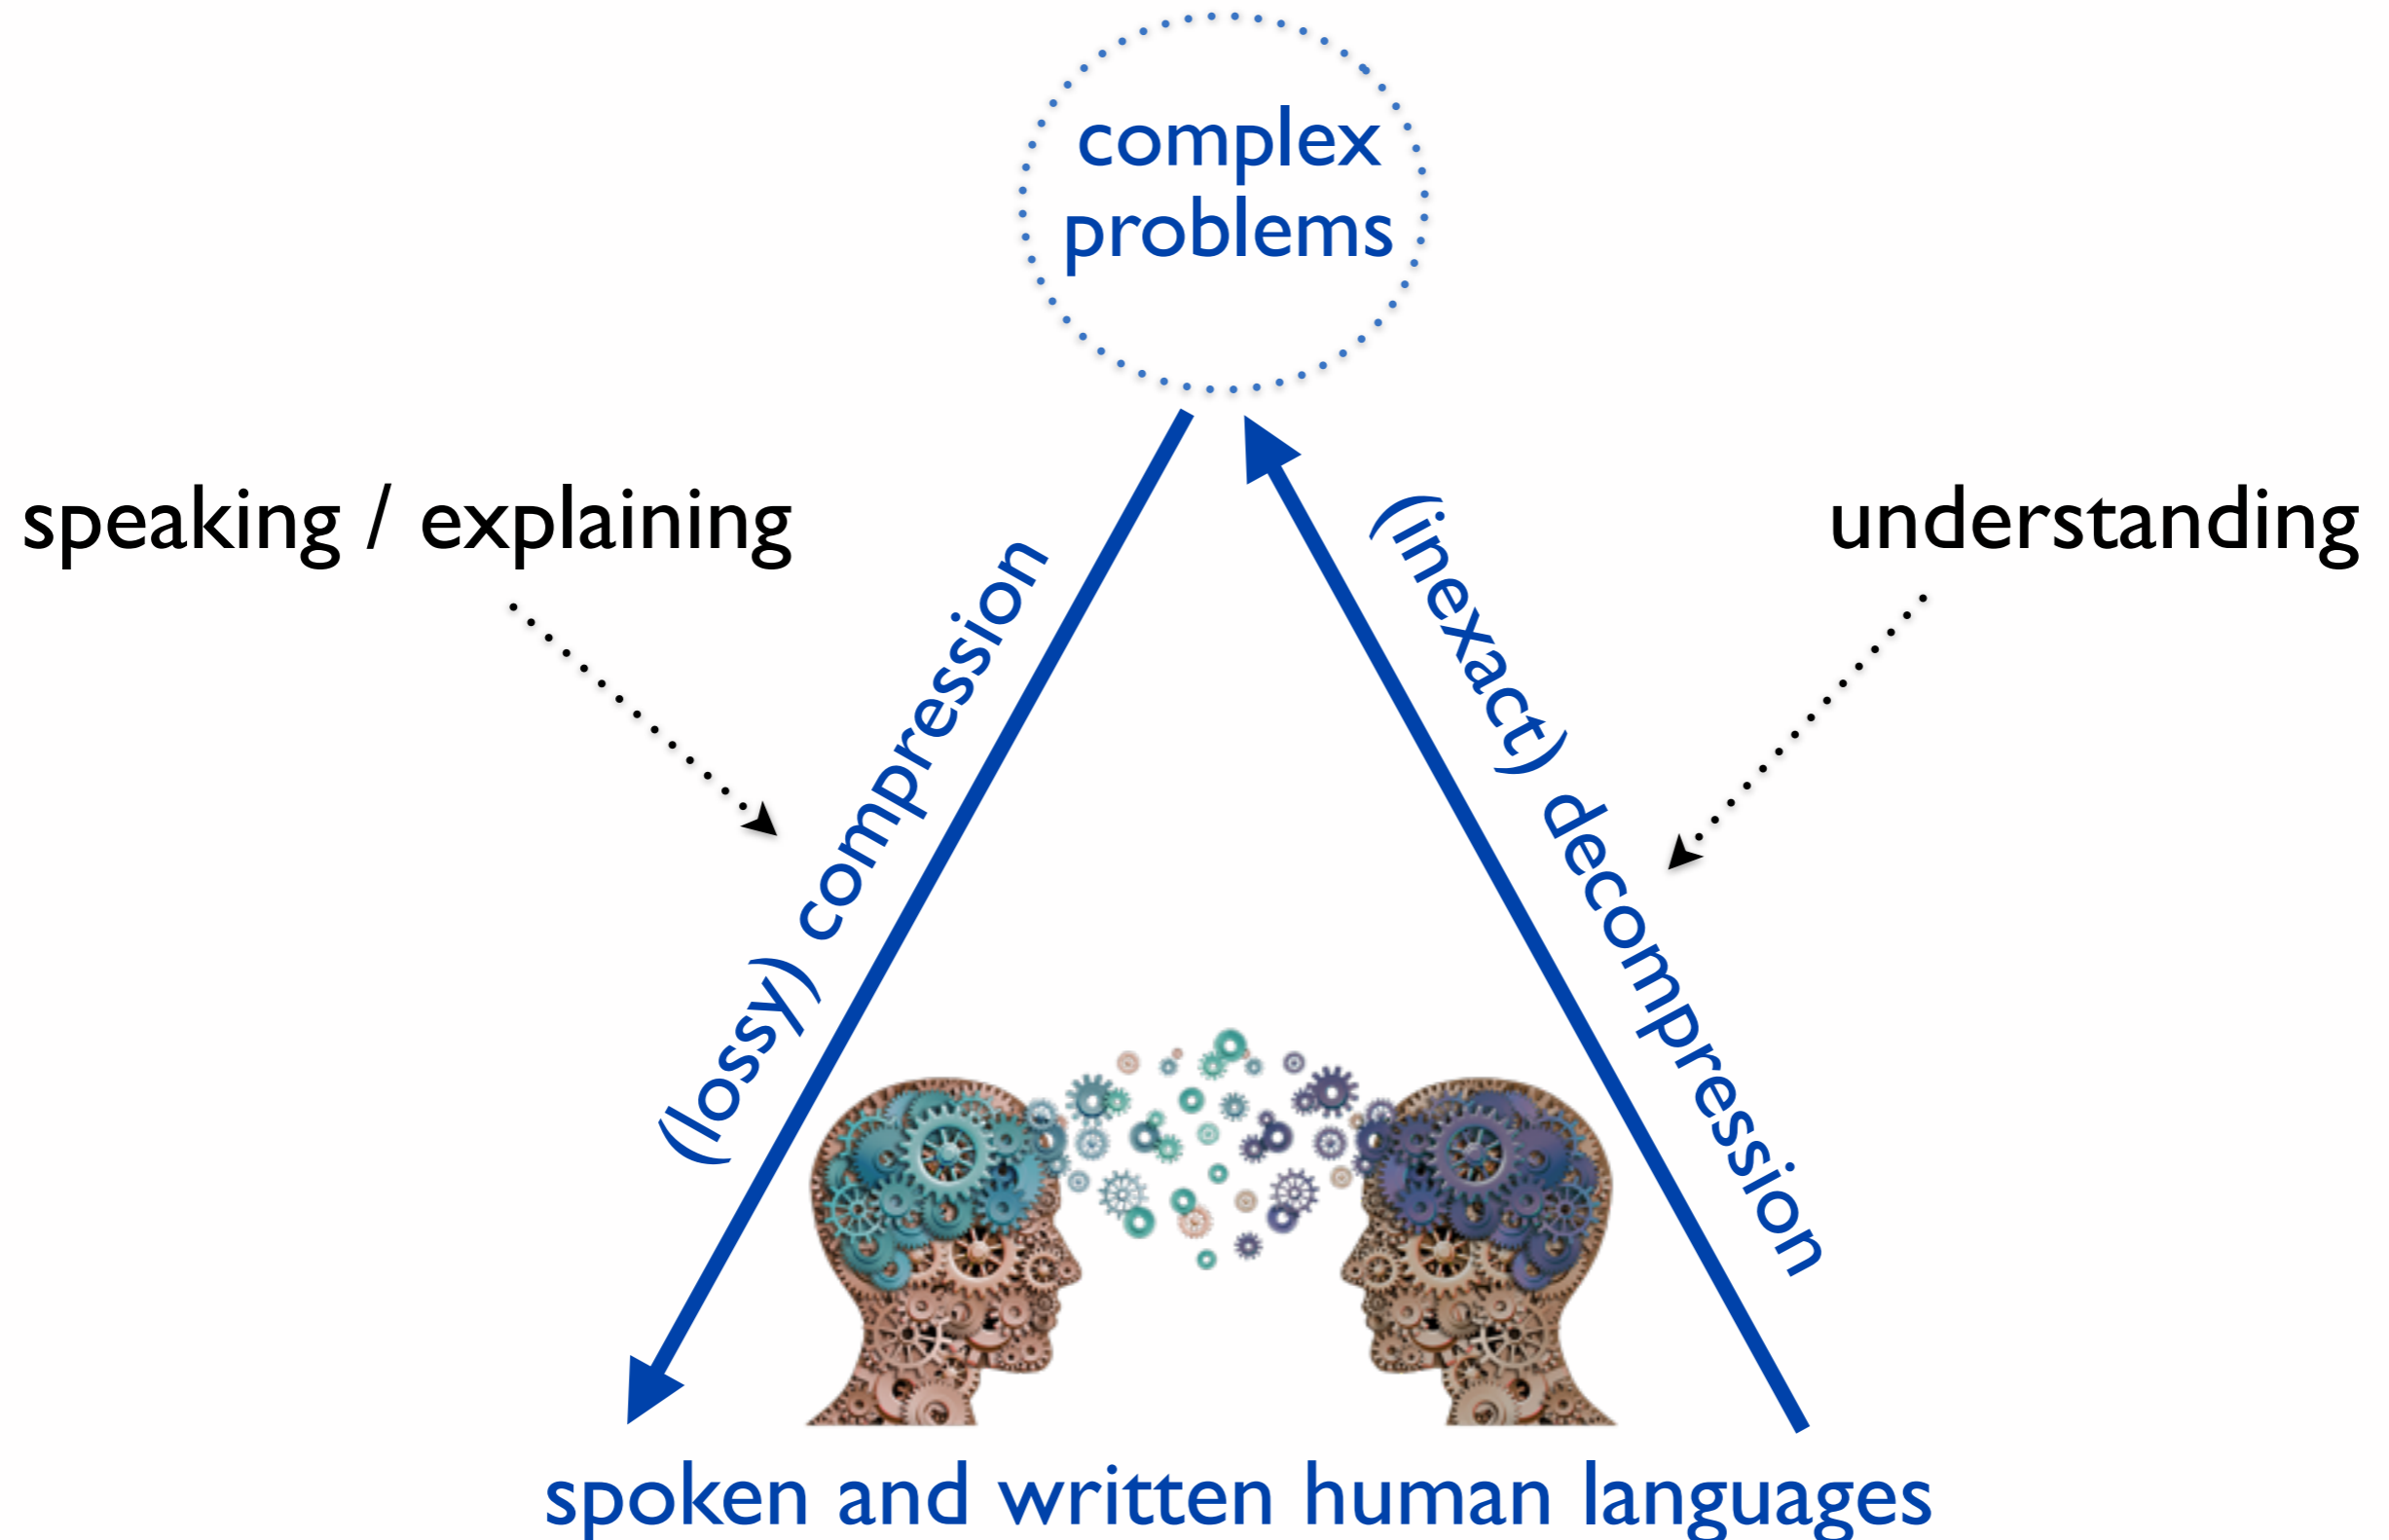 complex
problems
speaking / explaining
understanding
(lossy) compression
(inexact) decompression
spoken and written human languages